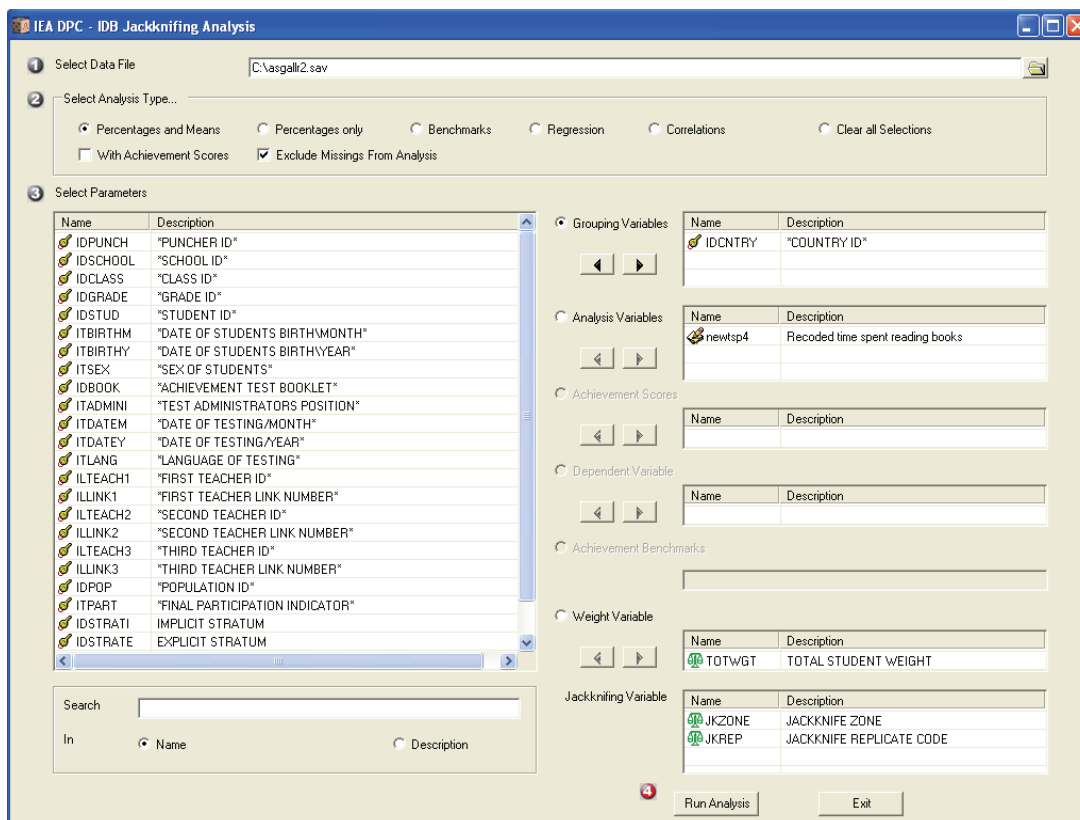 IEA DPC - IDB Jackknifing Analysis
1 Select Data File C:\asgallr2.sav
2 Select Analysis Type...
Percentages and Means Percentages only Benchmarks Regression Correlations Clear all Selections
With Achievement Scores Exclude Missings From Analysis
3 Select Parameters
Name Description
IDPUNCH *PUNCHER ID*
IDSCHOOL *SCHOOL ID*
IDCLASS *CLASS ID*
IDGRADE *GRADE ID*
IDSTUD *STUDENT ID*
ITBIRTHM *DATE OF STUDENTS BIRTH\MONTH*
ITBIRTHY *DATE OF STUDENTS BIRTH\YEAR*
ITSEX *SEX OF STUDENTS*
IDBOOK *ACHIEVEMENT TEST BOOKLET*
ITADMINI *TEST ADMINISTRATORS POSITION*
ITDATEM *DATE OF TESTING/MONTH*
ITDATEY *DATE OF TESTING/YEAR*
ITLANG *LANGUAGE OF TESTING*
ILTEACH1 *FIRST TEACHER ID*
ILLINK1 *FIRST TEACHER LINK NUMBER*
ILTEACH2 *SECOND TEACHER ID*
ILLINK2 *SECOND TEACHER LINK NUMBER*
ILTEACH3 *THIRD TEACHER ID*
ILLINK3 *THIRD TEACHER LINK NUMBER*
IDPOP *POPULATION ID*
ITPART *FINAL PARTICIPATION INDICATOR*
IDSTRATI IMPLICIT STRATUM
IDSTRATE EXPLICIT STRATUM
Search
In Name Description
Grouping Variables
Name Description
IDCNTRY *COUNTRY ID*
Analysis Variables
Name Description
newtsp4 Recoded time spent reading books
Achievement Scores
Name Description
Dependent Variable
Name Description
Achievement Benchmarks
Weight Variable
Name Description
TOTWGT TOTAL STUDENT WEIGHT
Jackknifing Variable
Name Description
JKZONE JACKKNIFE ZONE
JKREP JACKKNIFE REPLICATE CODE
4 Run Analysis Exit